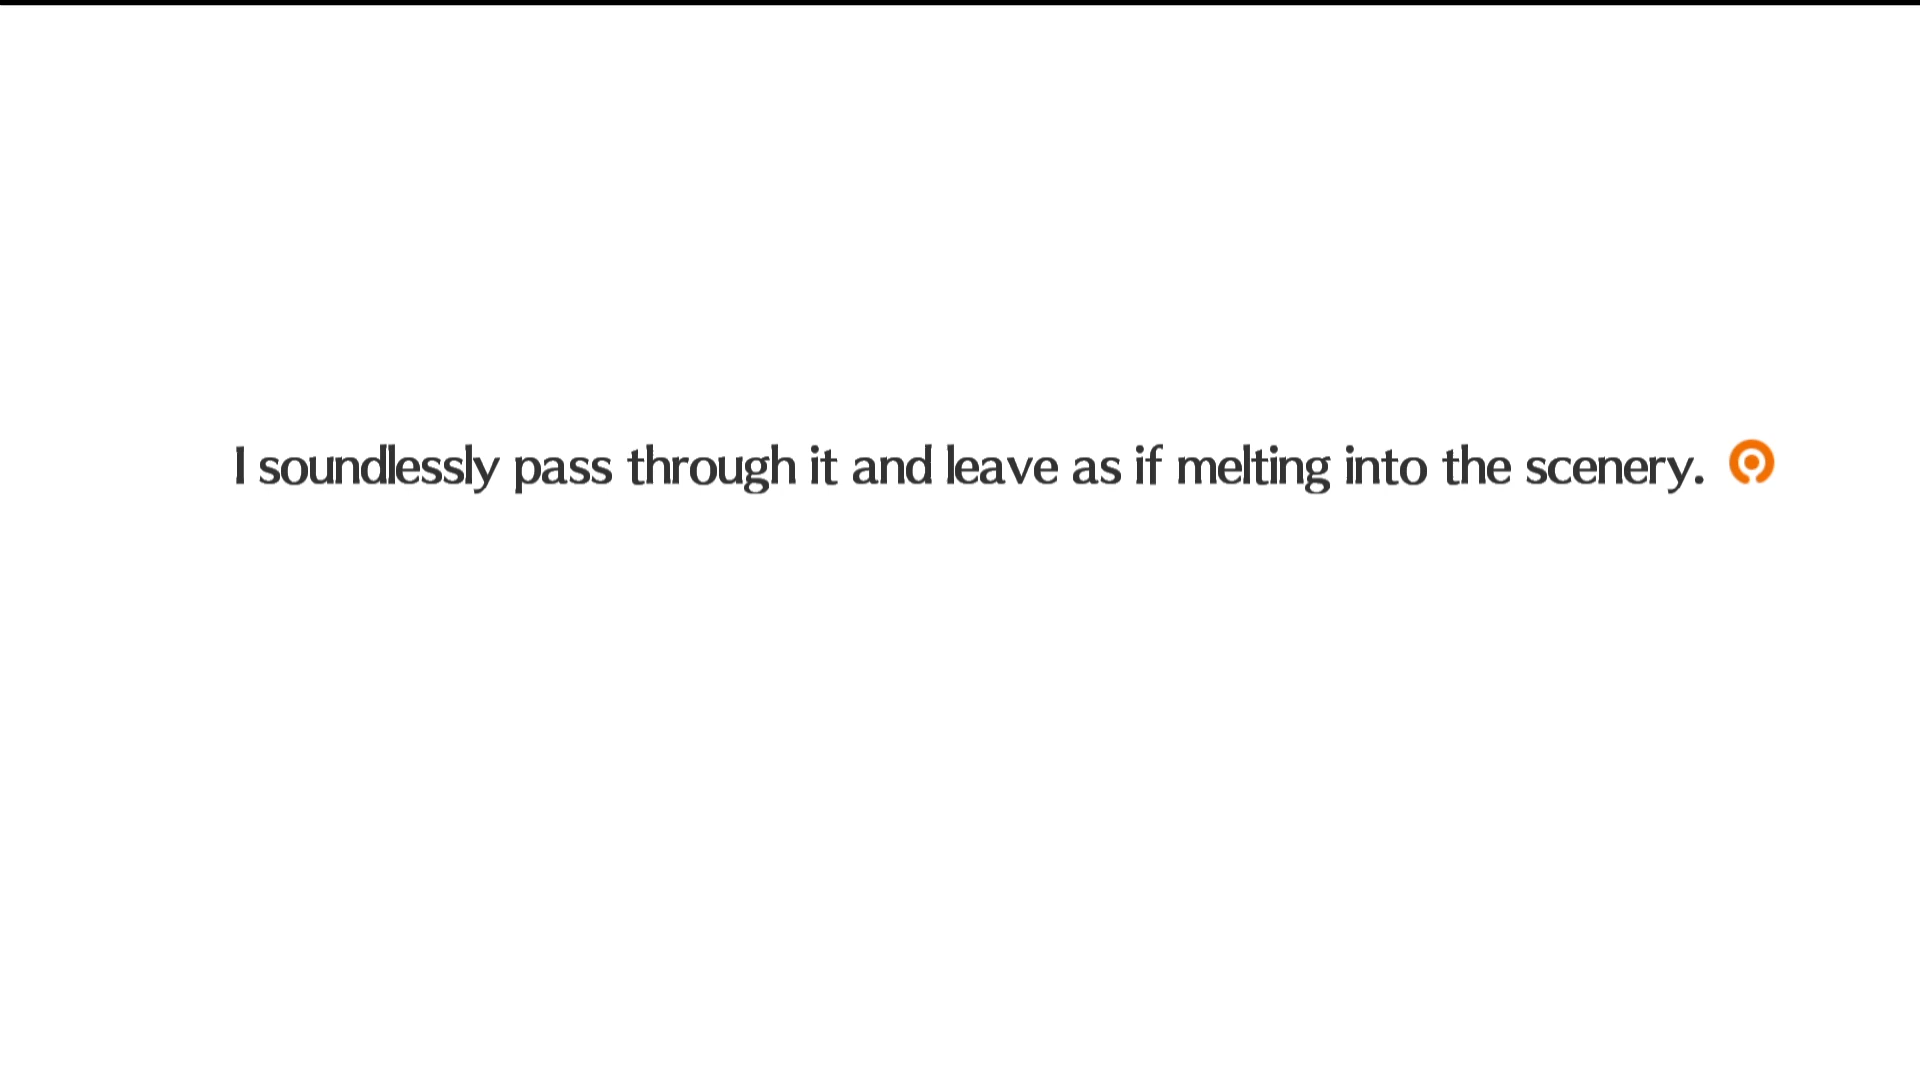 I soundlessly pass through it and leave as if melting into the scenery.